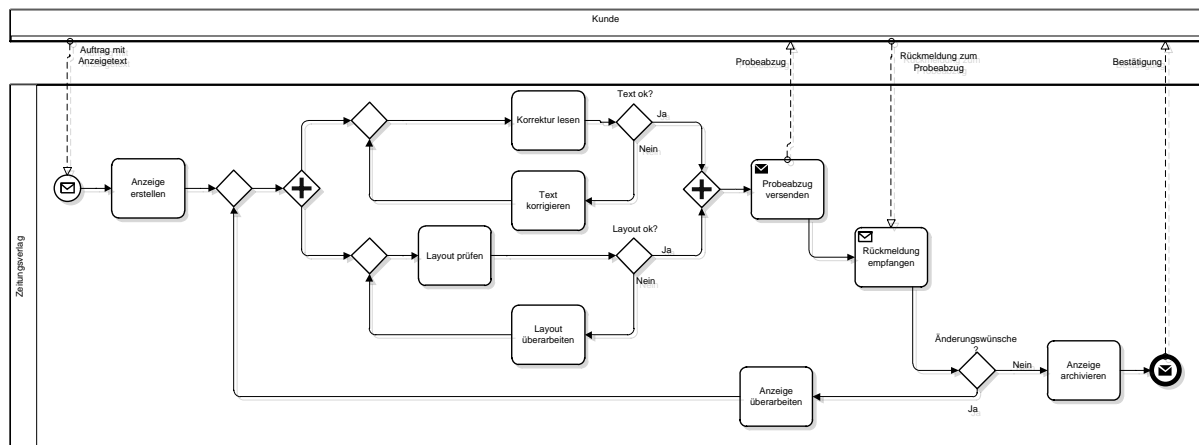 Kunde
Auftrag mit
Anzeigetext
Probeabzug
Rückmeldung zum
Probeabzug
Bestätigung
Zeitungsverlag
Anzeige
erstellen
Korrektur lesen
Text ok?
Ja
Nein
Text
korrigieren
Layout prüfen
Layout ok?
Ja
Nein
Layout
überarbeiten
Probeabzug
versenden
Rückmeldung
empfangen
Änderungswünsche
?
Nein
Ja
Anzeige
archivieren
Anzeige
überarbeiten